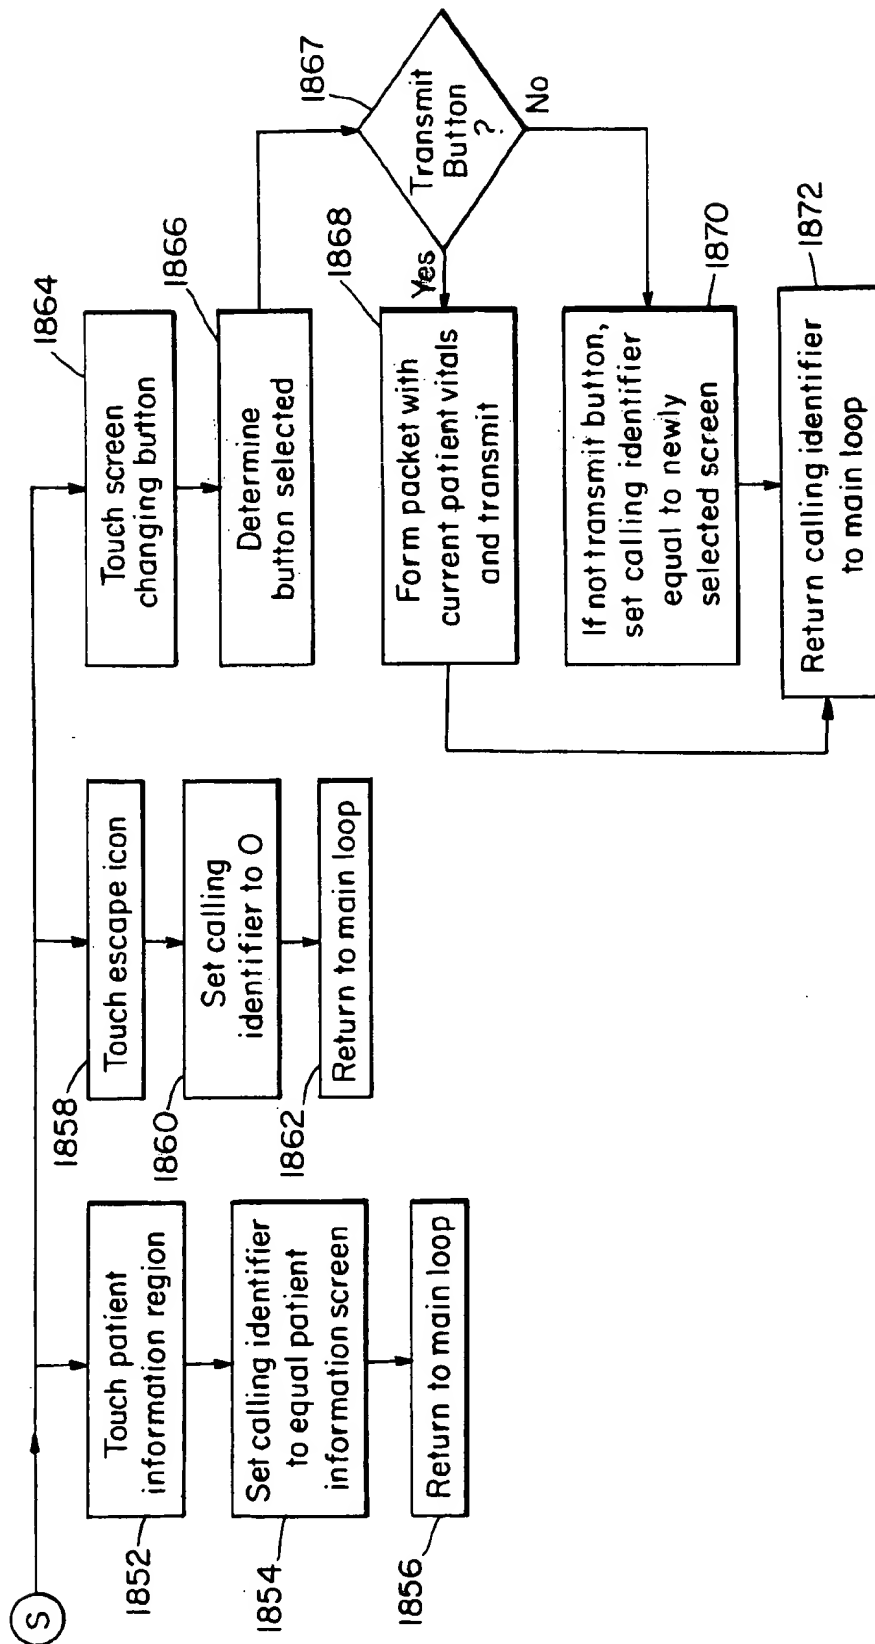 S
1852
Touch patient
information region
1854
Set calling identifier
to equal patient
information screen
1856
Return to main loop
1858
Touch escape icon
1860
Set calling
identifier to 0
1862
Return to main loop
1864
Touch screen
changing button
1866
Determine
button selected
1867
Transmit
Button
?
Yes
No
1868
Form packet with
current patient vitals
and transmit
1870
If not transmit button,
set calling identifier
equal to newly
selected screen
1872
Return calling identifier
to main loop